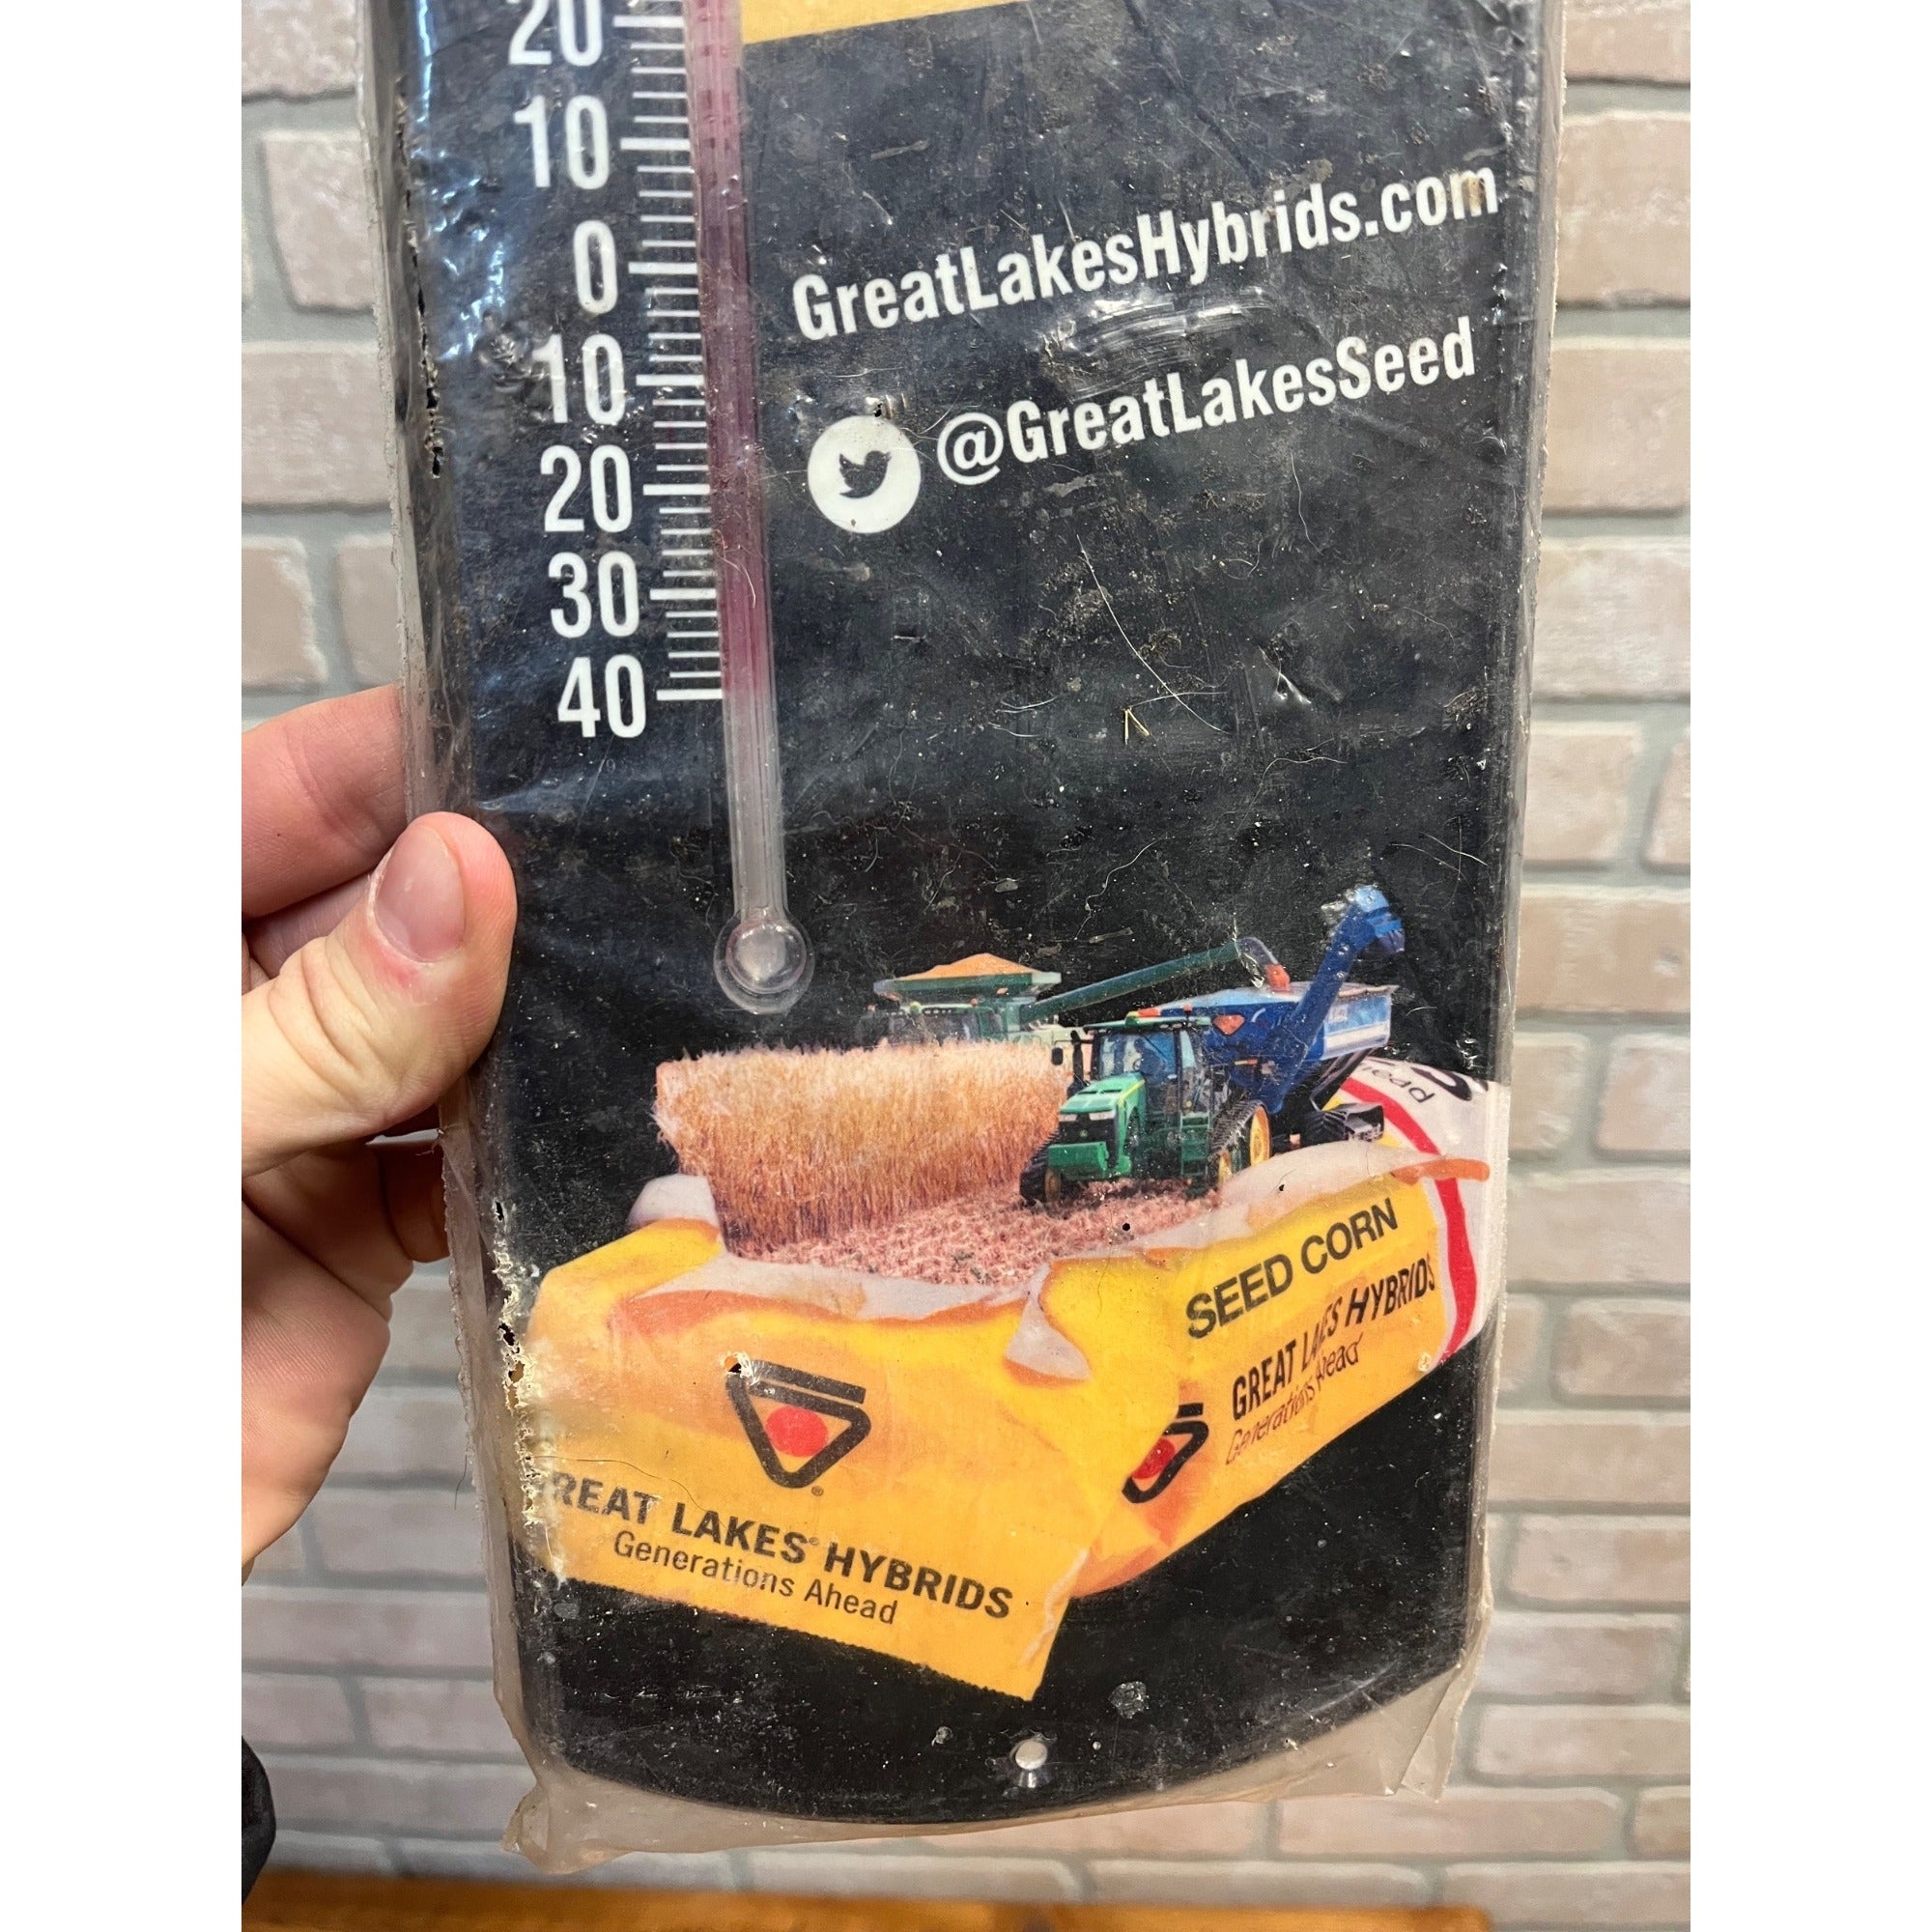 20
10
0
10
20
30
40
GreatLakesHybrids.com
@GreatLakesSeed
SEED CORN
GREAT LAKES HYBRIDS
Generations Ahead
REAT LAKES® HYBRIDS
Generations Ahead
®